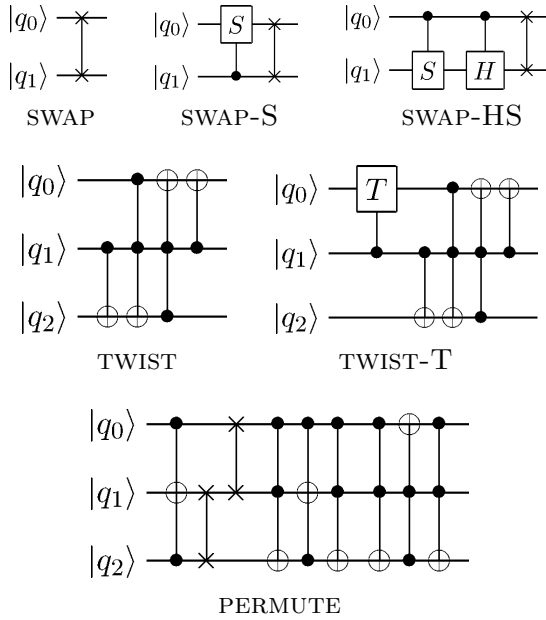 |q₀⟩ |q₀⟩ S |q₀⟩
|q₁⟩ |q₁⟩ |q₁⟩ S H
SWAP SWAP-S SWAP-HS
|q₀⟩ |q₀⟩ T
|q₁⟩ |q₁⟩
|q₂⟩ |q₂⟩
TWIST TWIST-T
|q₀⟩
|q₁⟩
|q₂⟩
PERMUTE